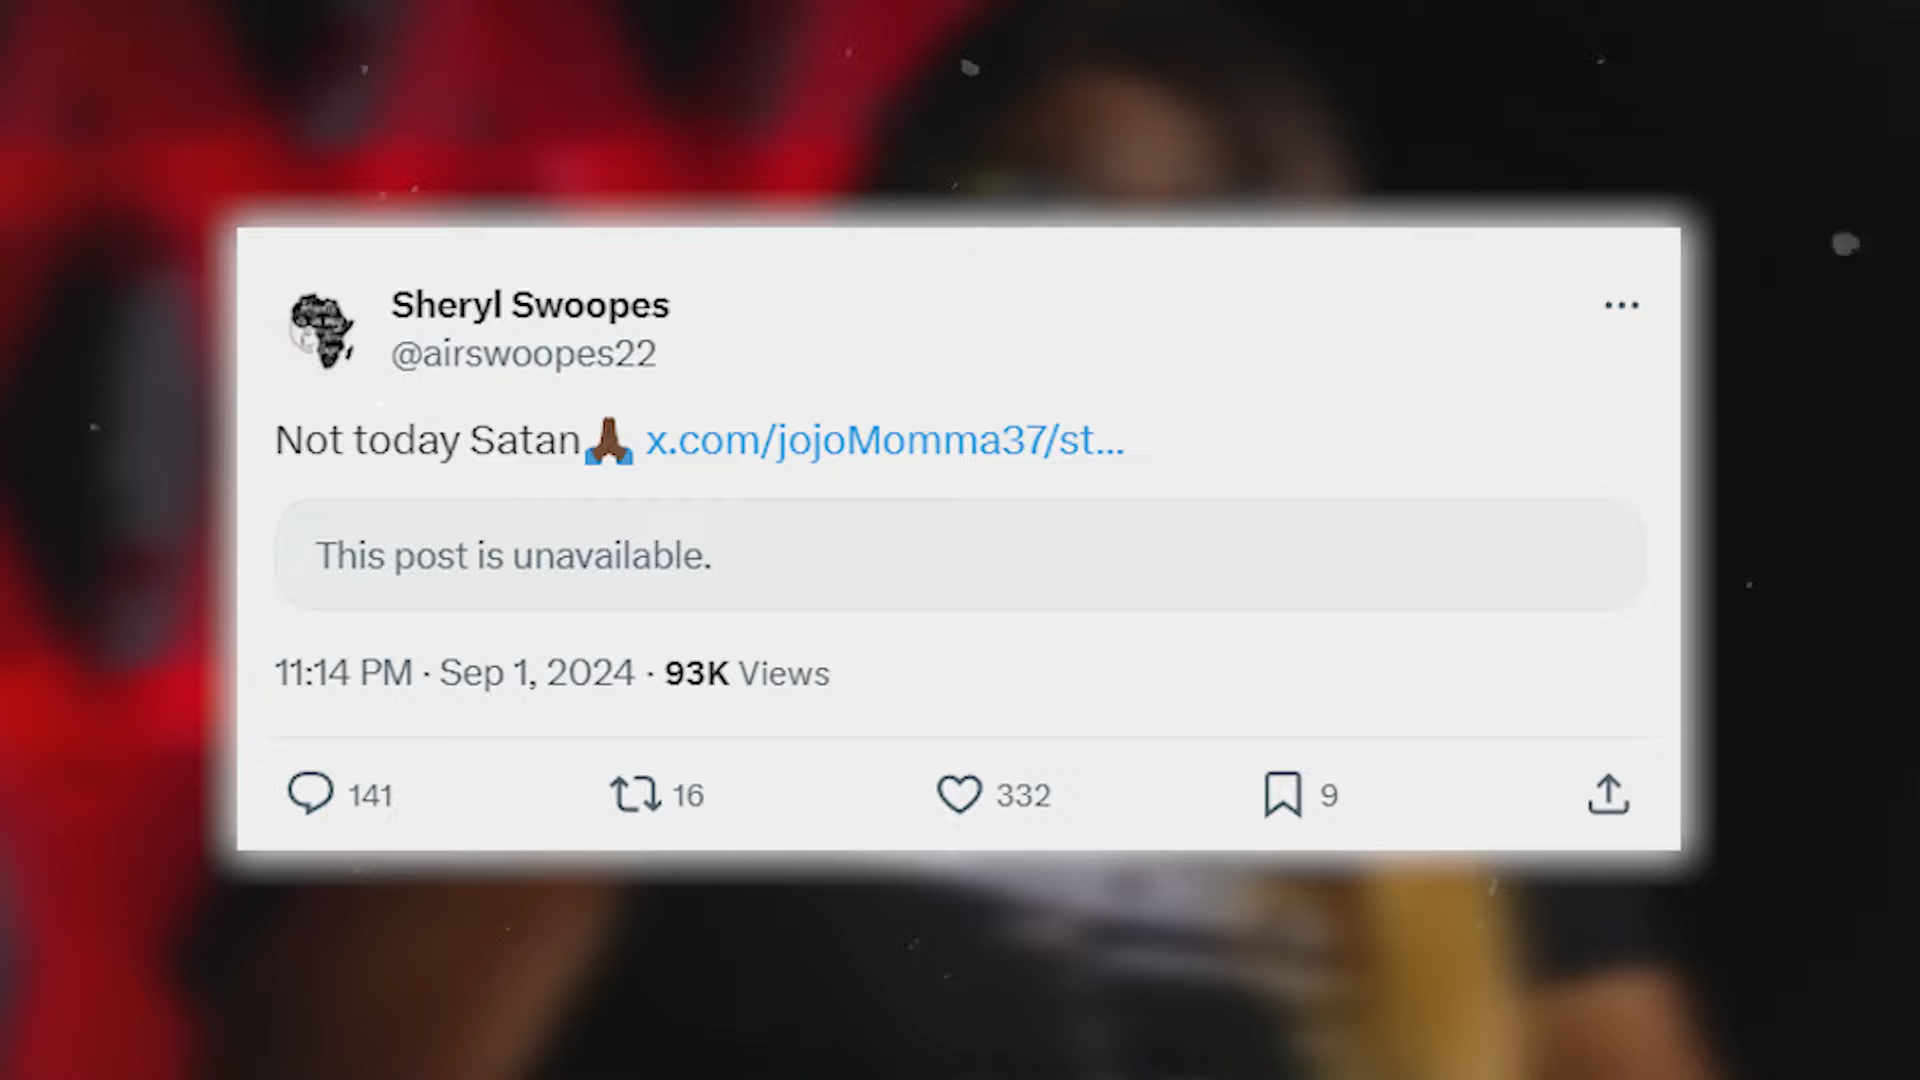 Sheryl Swoopes
@airswoopes22
Not today Satan🙏🏿 x.com/jojoMomma37/st...
This post is unavailable.
11:14 PM · Sep 1, 2024 · 93K Views
141 16 332 9